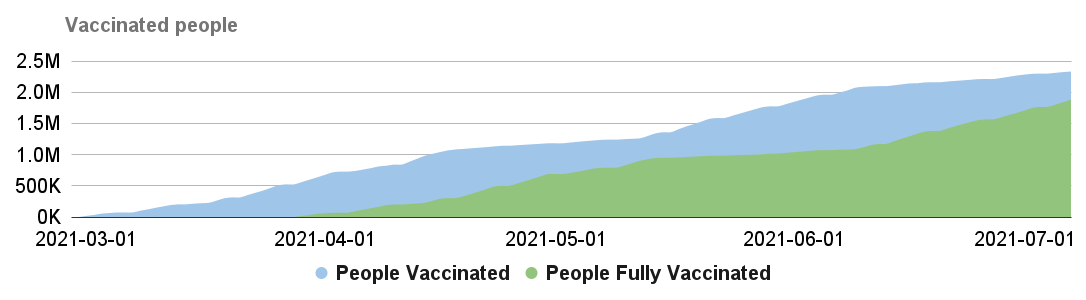 Vaccinated people
2.5M
2.0M
1.5M
1.0M
500K
0K
2021-03-01 2021-04-01 2021-05-01 2021-06-01 2021-07-01
People Vaccinated People Fully Vaccinated